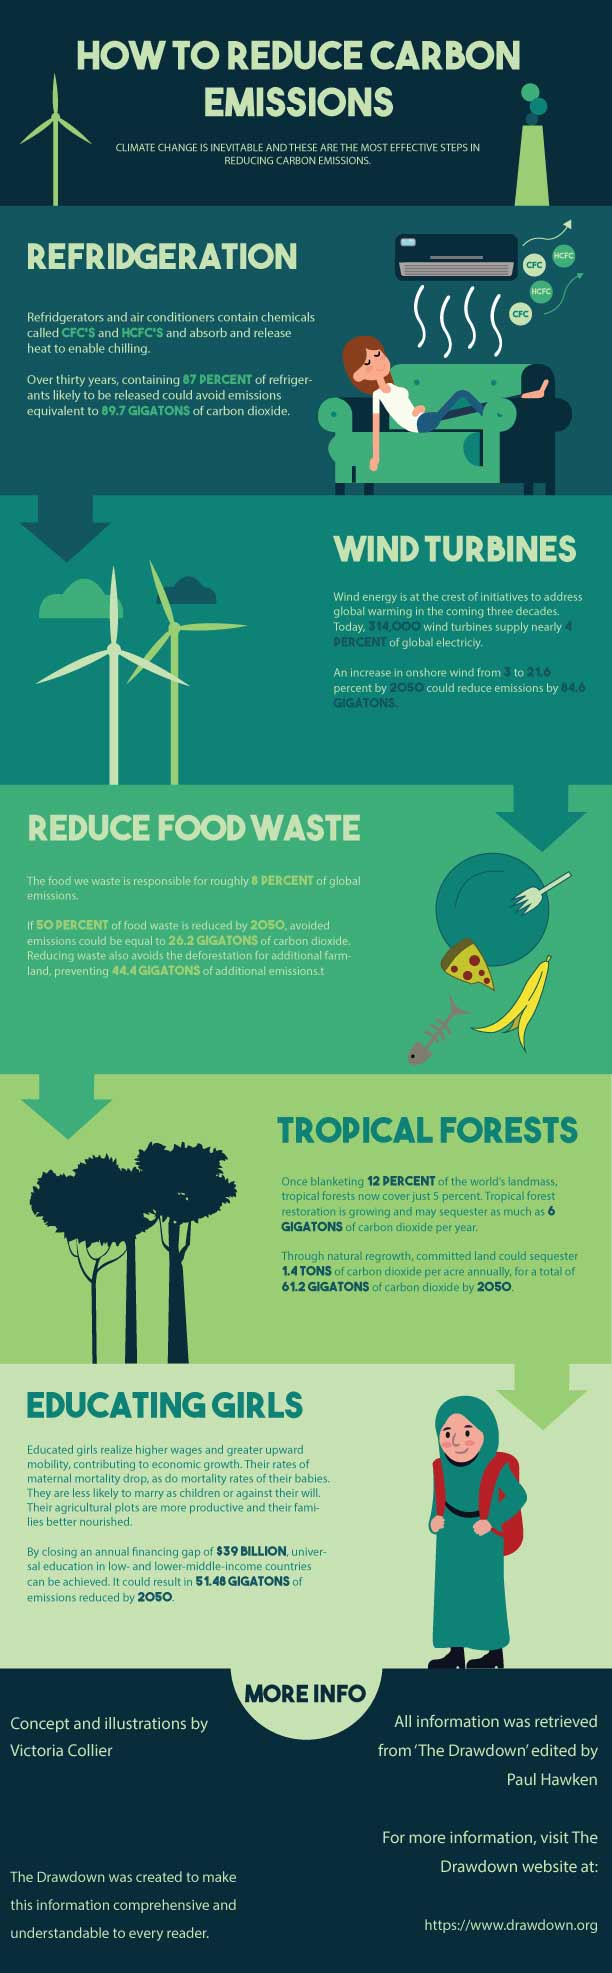 HOW TO REDUCE CARBON
EMISSIONS
CLIMATE CHANGE IS INEVITABLE AND THESE ARE THE MOST EFFECTIVE STEPS IN
REDUCING CARBON EMISSIONS.
REFRIDGERATION
CFC
HCFC
HCFC
CFC
Refridgerators and air conditioners contain chemicals
called CFC'S and HCFC'S and absorb and release
heat to enable chilling.
Over thirty years, containing 87 PERCENT of refriger-
ants likely to be released could avoid emissions
equivalent to 89.7 GIGATONS of carbon dioxide.
WIND TURBINES
Wind energy is at the crest of initiatives to address
global warming in the coming three decades.
Today, 314,000 wind turbines supply nearly 4
PERCENT of global electriciy.
An increase in onshore wind from 3 to 21.6
percent by 2050 could reduce emissions by 84.6
GIGATONS.
REDUCE FOOD WASTE
The food we waste is responsible for roughly 8 PERCENT of global
emissions.
If 50 PERCENT of food waste is reduced by 2050, avoided
emissions could be equal to 26.2 GIGATONS of carbon dioxide.
Reducing waste also avoids the deforestation for additional farm-
land, preventing 44.4 GIGATONS of additional emissions.t
TROPICAL FORESTS
Once blanketing 12 PERCENT of the world's landmass,
tropical forests now cover just 5 percent. Tropical forest
restoration is growing and may sequester as much as 6
GIGATONS of carbon dioxide per year.
Through natural regrowth, committed land could sequester
1.4 TONS of carbon dioxide per acre annually, for a total of
61.2 GIGATONS of carbon dioxide by 2050.
EDUCATING GIRLS
Educated girls realize higher wages and greater upward
mobility, contributing to economic growth. Their rates of
maternal mortality drop, as do mortality rates of their babies.
They are less likely to marry as children or against their will.
Their agricultural plots are more productive and their fami-
lies better nourished.
By closing an annual financing gap of $39 BILLION, univer-
sal education in low- and lower-middle-income countries
can be achieved. It could result in 51.48 GIGATONS of
emissions reduced by 2050.
MORE INFO
Concept and illustrations by
Victoria Collier
The Drawdown was created to make
this information comprehensive and
understandable to every reader.
All information was retrieved
from 'The Drawdown' edited by
Paul Hawken
For more information, visit The
Drawdown website at:
https://www.drawdown.org